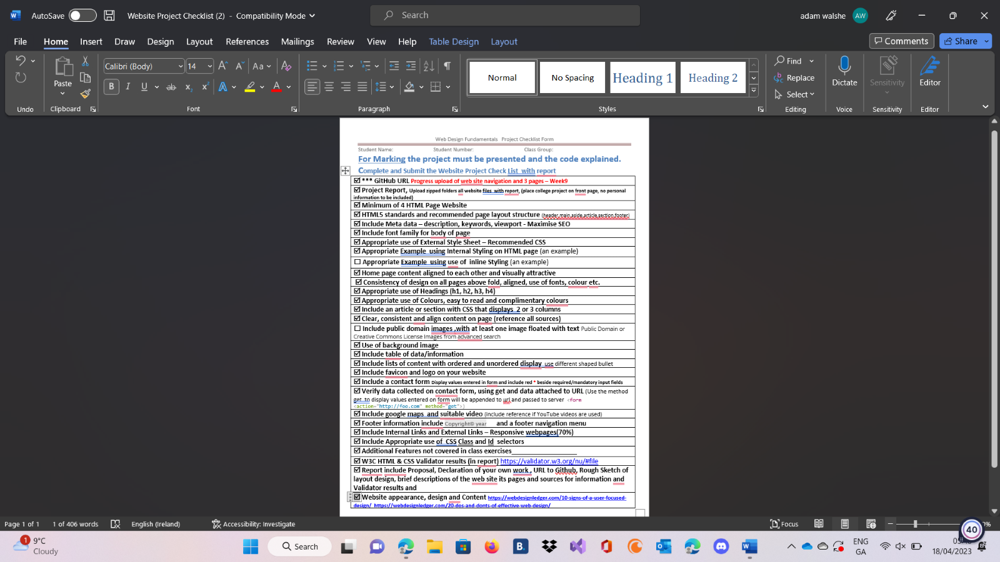 AutoSave Website Project Checklist (2) - Compatibility Mode Search adam walshe AW
File Home Insert Draw Design Layout References Mailings Review View Help Table Design Layout Comments Share
Calibri (Body) 14 Aa Normal No Spacing Heading 1 Heading 2 Find
Paste Replace Dictate Sensitivity Editor
B I U ab Select
Undo Clipboard Font Paragraph Styles Editing Voice Sensitivity Editor
Web Design Fundamentals Project Checklist Form
Student Name: Student Number: Class Group:
For Marking the project must be presented and the code explained.
Complete and Submit the Website Project Check List with report
☑ *** GitHub URL Progress upload of web site navigation and 3 pages – Week9
☑ Project Report, Upload zipped folders all website files with report, (place college project on front page, no personal
information to be included)
☑ Minimum of 4 HTML Page Website
☑ HTML5 standards and recommended page layout structure (header,main,aside,article,section,footer)
☑ Include Meta data – description, keywords, viewport - Maximise SEO
☑ Include font family for body of page
☑ Appropriate use of External Style Sheet – Recommended CSS
☑ Appropriate Example using Internal Styling on HTML page (an example)
☐ Appropriate Example using use of inline Styling (an example)
☑ Home page content aligned to each other and visually attractive
☑ Consistency of design on all pages above fold, aligned, use of fonts, colour etc.
☑ Appropriate use of Headings (h1, h2, h3, h4)
☑ Appropriate use of Colours, easy to read and complimentary colours
☑ Include an article or section with CSS that displays 2 or 3 columns
☑ Clear, consistent and align content on page (reference all sources)
☐ Include public domain images ,with at least one image floated with text Public Domain or
Creative Commons License Images from advanced search
☑ Use of background image
☑ Include table of data/information
☑ Include lists of content with ordered and unordered display use different shaped bullet
☑ Include favicon and logo on your website
☑ Include a contact form Display values entered in form and include red * beside required/mandatory input fields
☑ Verify data collected on contact form, using get and data attached to URL (Use the method
get to display values entered on form will be appended to url and passed to server <form
<action="http://foo.com" method="get">)
☑ Include google maps and suitable video (include reference if YouTube videos are used)
☑ Footer information include Copyright© year and a footer navigation menu
☑ Include Internal Links and External Links – Responsive webpages(70%)
☑ Include Appropriate use of CSS Class and Id selectors
☑ Additional Features not covered in class exercises____________________
☑ W3C HTML & CSS Validator results (in report) https://validator.w3.org/nu/#file
☑ Report include Proposal, Declaration of your own work , URL to Github, Rough Sketch of
layout design, brief descriptions of the web site its pages and sources for information and
Validator results and
☑ Website appearance, design and Content https://webdesignledger.com/10-signs-of-a-user-focused-
design/ https://webdesignledger.com/20-dos-and-donts-of-effective-web-design/
Page 1 of 1 1 of 406 words English (Ireland) Accessibility: Investigate Focus 40
1 9°C
Cloudy
Search
ENG
GA
18/04/2023